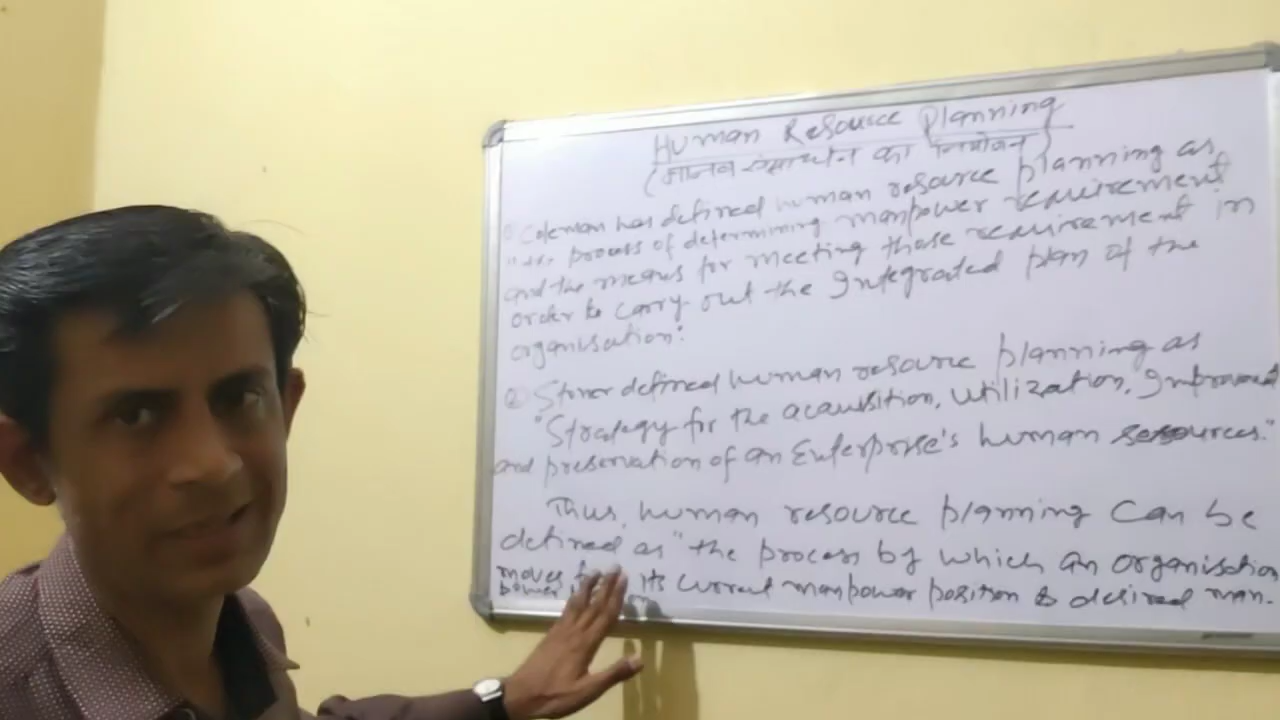 Human Resource Planning
(मानव संसाधन का नियोजन)
① Coleman has defined human resource planning as
"the process of determining manpower requirement
and the means for meeting those requirement in
order to carry out the Integrated plan of the
organisation."
② Stoner defined human resource planning as
"Strategy for the acquisition, utilization, Improvement
and preservation of an Enterprise's human resources."
Thus, human resource planning can be
defined as "the process by which an organisation
moves its current manpower position to desired man-
power